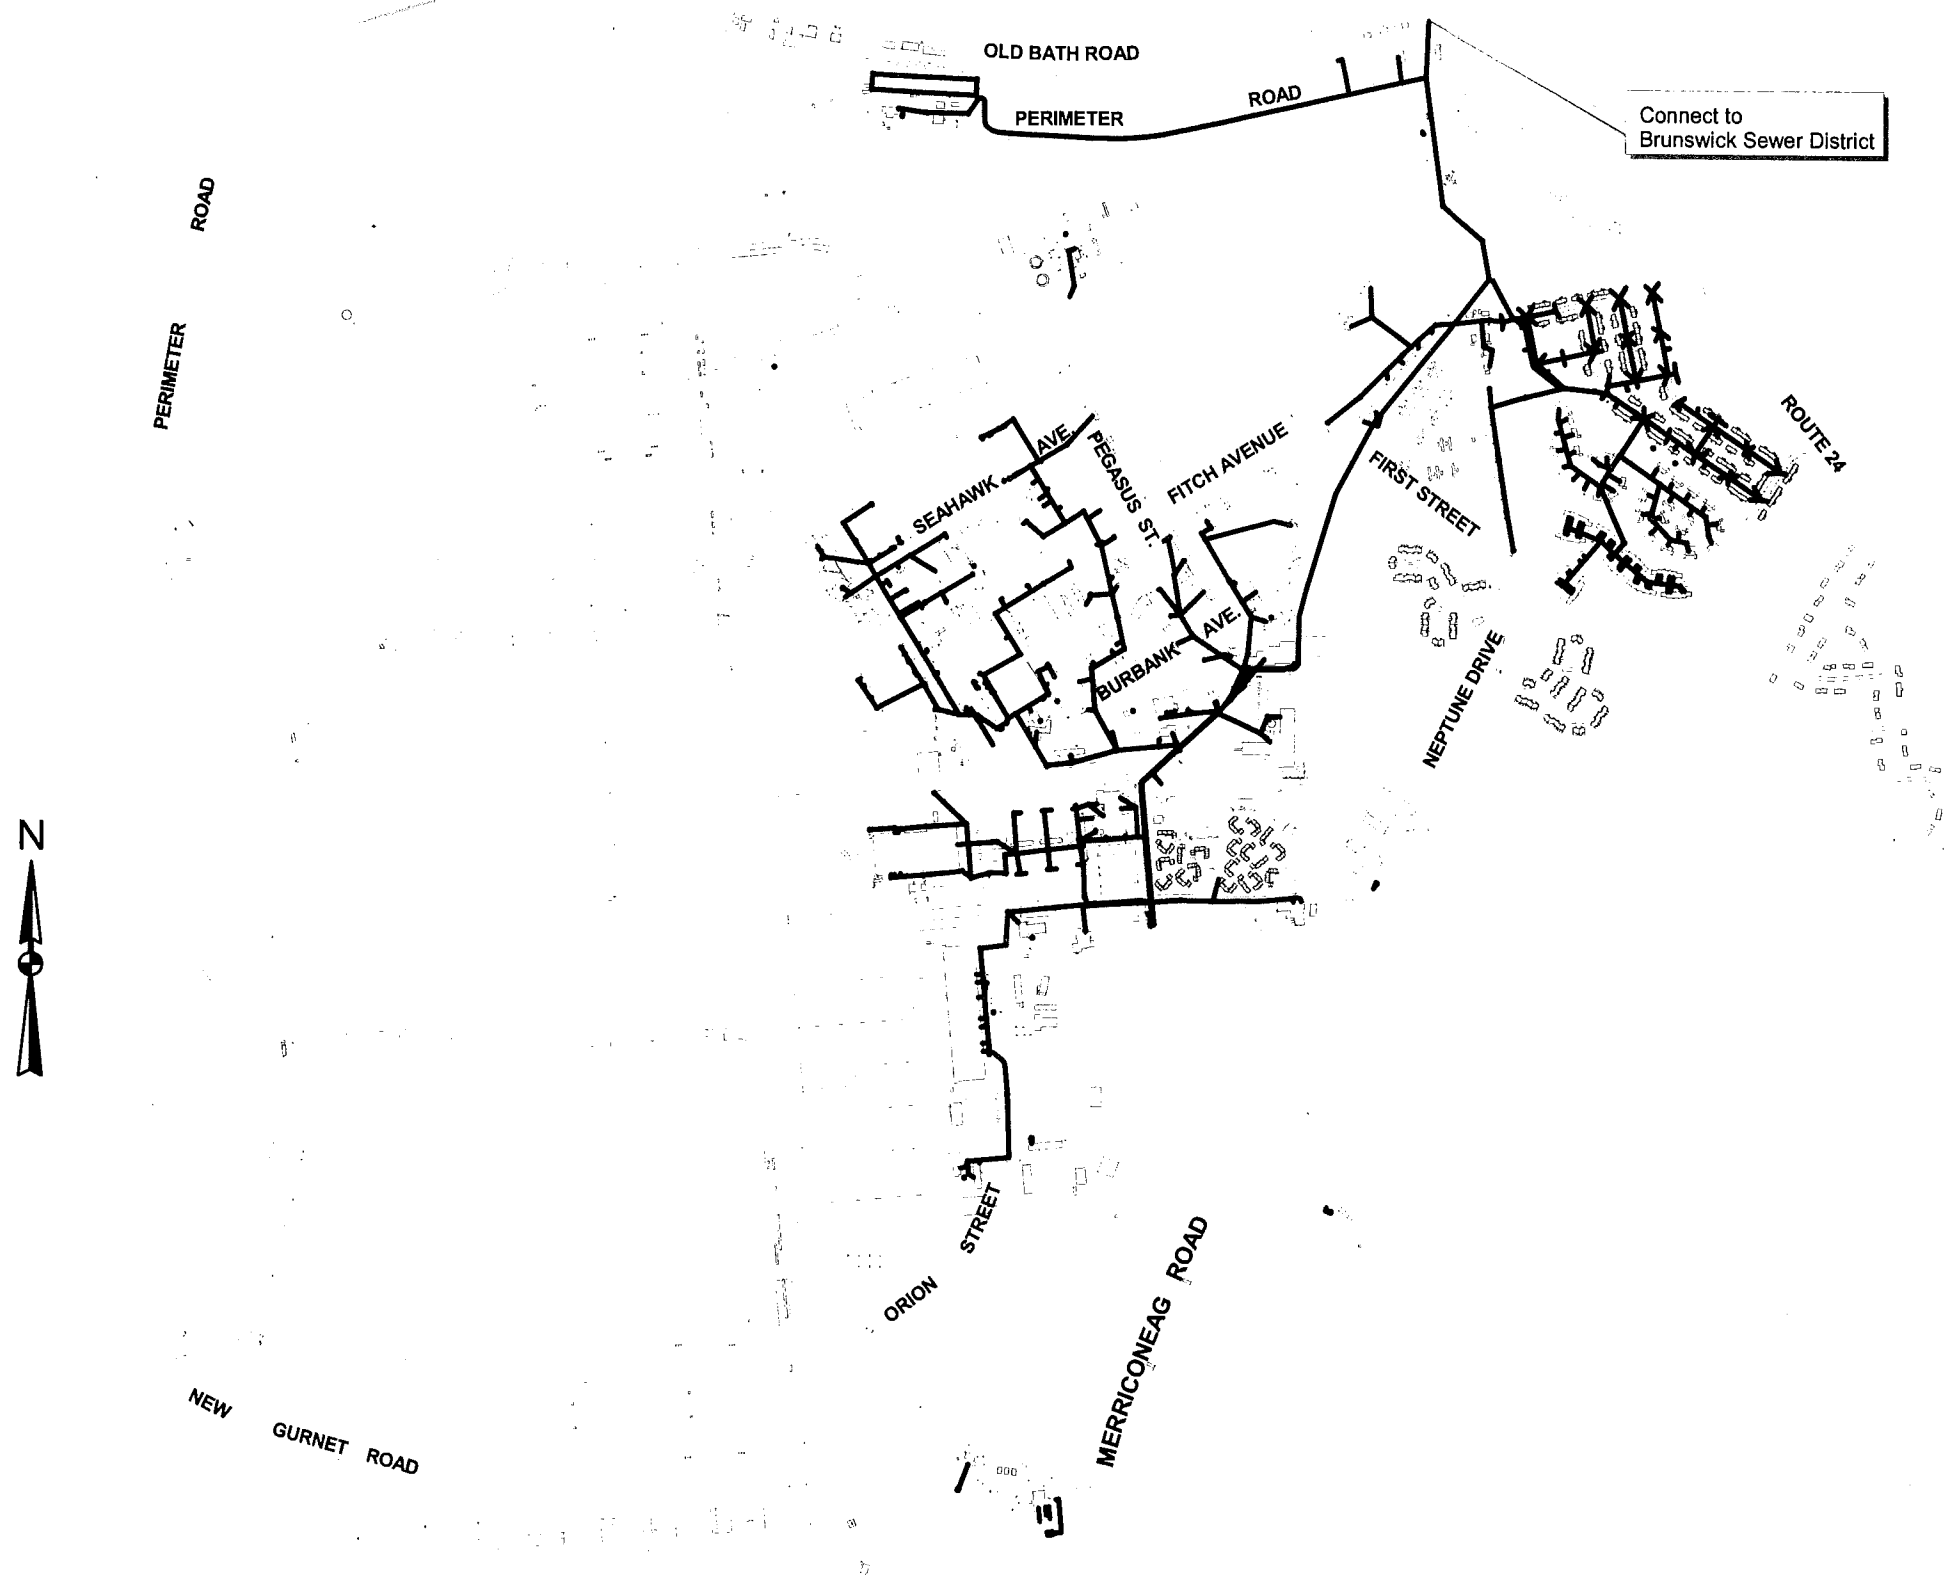 OLD BATH ROAD
PERIMETER ROAD
Connect to
Brunswick Sewer District
PERIMETER ROAD
SEAHAWK AVE.
PEGASUS ST.
FITCH AVENUE
FIRST STREET
ROUTE 24
BURBANK AVE.
NEPTUNE DRIVE
N
ORION STREET
MERRICONEAG ROAD
NEW GURNET ROAD